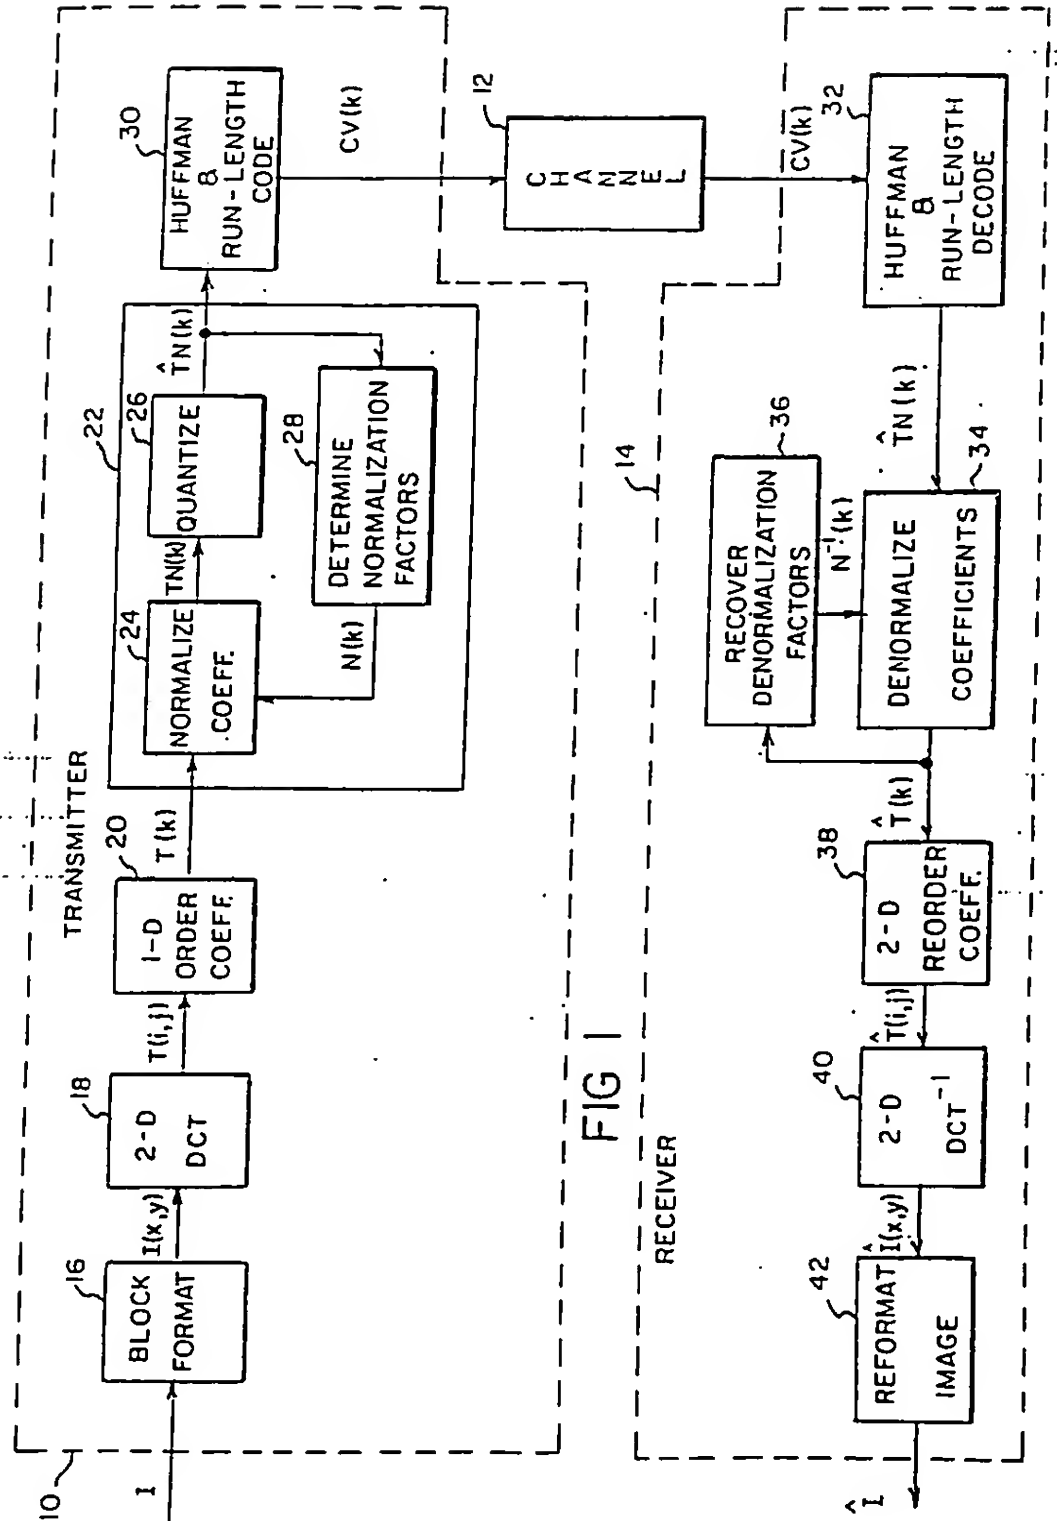 TRANSMITTER
10
I
16
BLOCK
FORMAT
I(x,y)
18
2-D
DCT
T(i,j)
20
1-D
ORDER
COEFF.
T(k)
22
24
NORMALIZE
COEFF.
TN(k)
26
QUANTIZE
T̂N(k)
28
DETERMINE
NORMALIZATION
FACTORS
N(k)
30
HUFFMAN
&
RUN-LENGTH
CODE
CV(k)
12
CHANNEL
FIG 1
14
RECEIVER
CV(k)
32
HUFFMAN
&
RUN-LENGTH
DECODE
T̂N(k)
34
DENORMALIZE
COEFFICIENTS
36
RECOVER
DENORMALIZATION
FACTORS
N⁻¹(k)
T̂(k)
38
2-D
REORDER
COEFF.
T̂(i,j)
40
2-D
DCT⁻¹
Î(x,y)
42
REFORMAT
IMAGE
Î